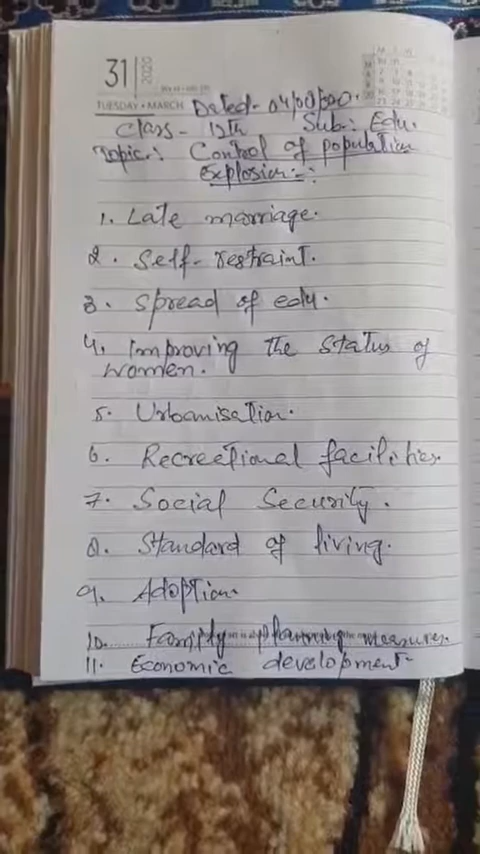 31 2020
TUESDAY • MARCH Dated-
Class- 12th Sub: Edu.
Topic: Control of population
Explosion:-
1. Late marriage.
2. Self-restraint.
3. Spread of edu.
4. Improving the status of
women.
5. Urbanisation.
6. Recreational facilities.
7. Social Security.
8. Standard of living.
9. Adoption.
10. Family planning measures.
11. Economic development-